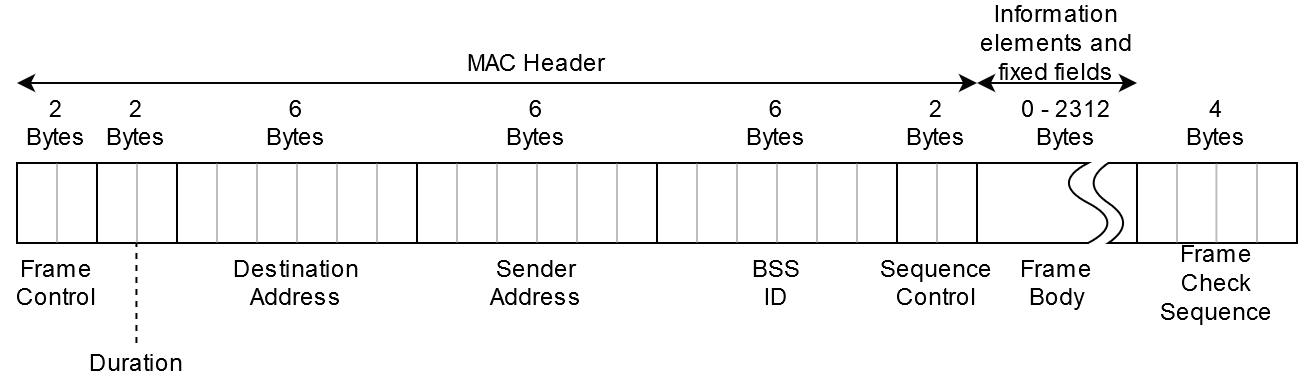 Information
elements and
fixed fields
MAC Header
2
Bytes
2
Bytes
6
Bytes
6
Bytes
6
Bytes
2
Bytes
0 - 2312
Bytes
4
Bytes
Frame
Control
Duration
Destination
Address
Sender
Address
BSS
ID
Sequence
Control
Frame
Body
Frame
Check
Sequence